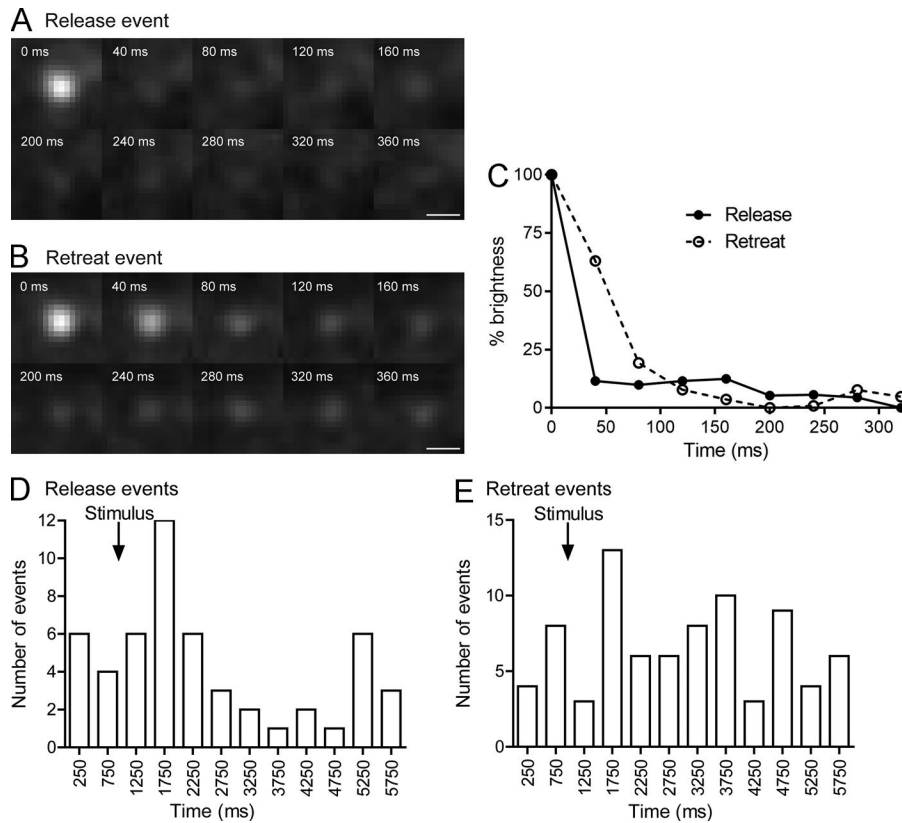 A Release event
0 ms 40 ms 80 ms 120 ms 160 ms
200 ms 240 ms 280 ms 320 ms 360 ms
B Retreat event
0 ms 40 ms 80 ms 120 ms 160 ms
200 ms 240 ms 280 ms 320 ms 360 ms
C
100
75
50
25
0
% brightness
Release
Retreat
0 50 100 150 200 250 300
Time (ms)
D Release events
Stimulus
12
10
8
6
4
2
0
Number of events
250 750 1250 1750 2250 2750 3250 3750 4250 4750 5250 5750
Time (ms)
E Retreat events
Stimulus
15
10
5
0
Number of events
250 750 1250 1750 2250 2750 3250 3750 4250 4750 5250 5750
Time (ms)